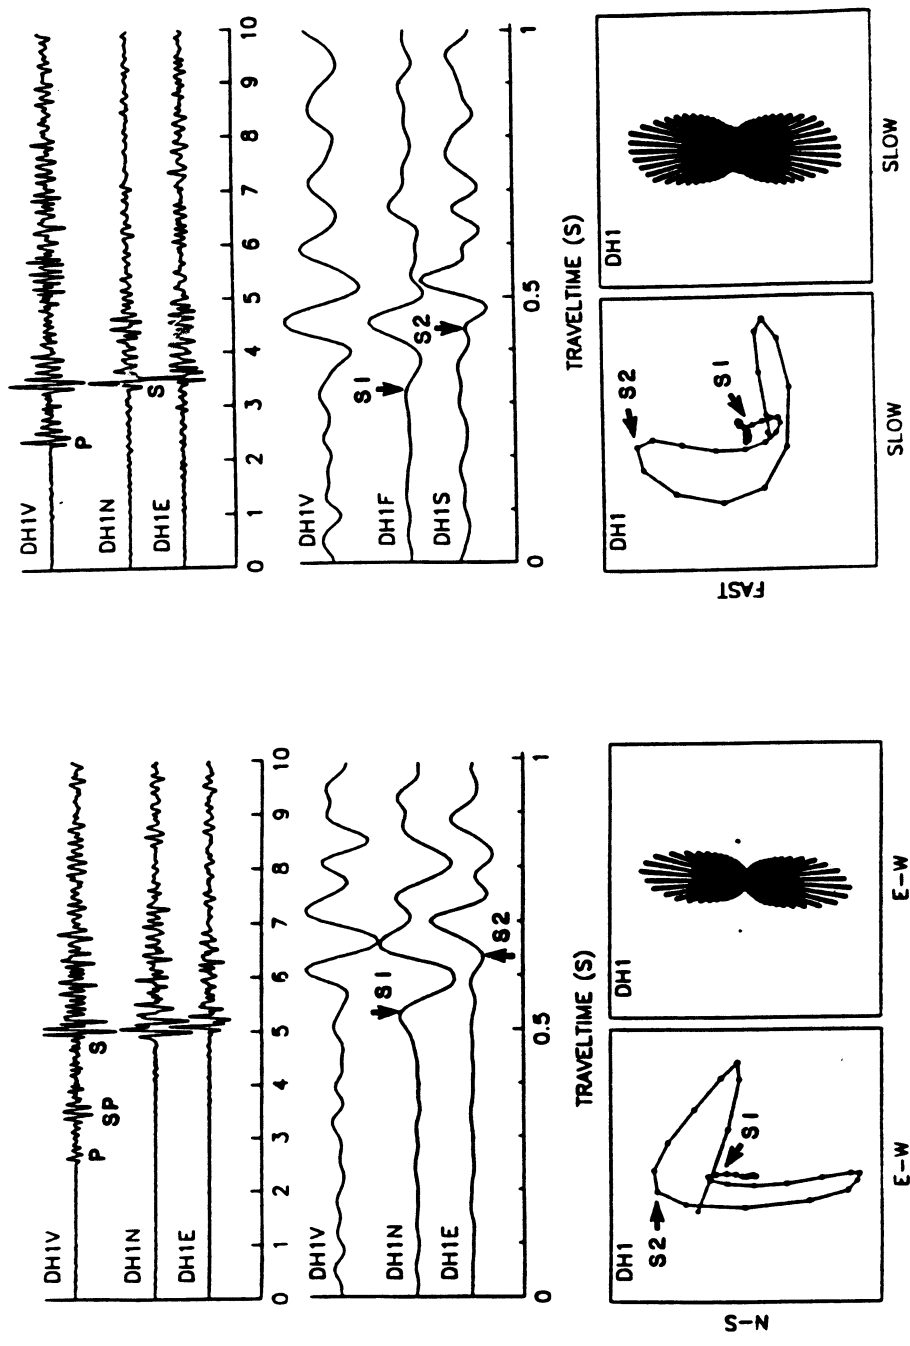 DH1V
DH1N
DH1E
P
SP
S
0 1 2 3 4 5 6 7 8 9 10
DH1V
DH1N
DH1E
S1
S2
0 0.5 1
TRAVELTIME (S)
DH1
S2
S1
N-S
E-W
DH1
E-W
DH1V
DH1N
DH1E
P
S
0 1 2 3 4 5 6 7 8 9 10
DH1V
DH1F
DH1S
S1
S2
0 0.5 1
TRAVELTIME (S)
DH1
S2
S1
FAST
SLOW
DH1
SLOW